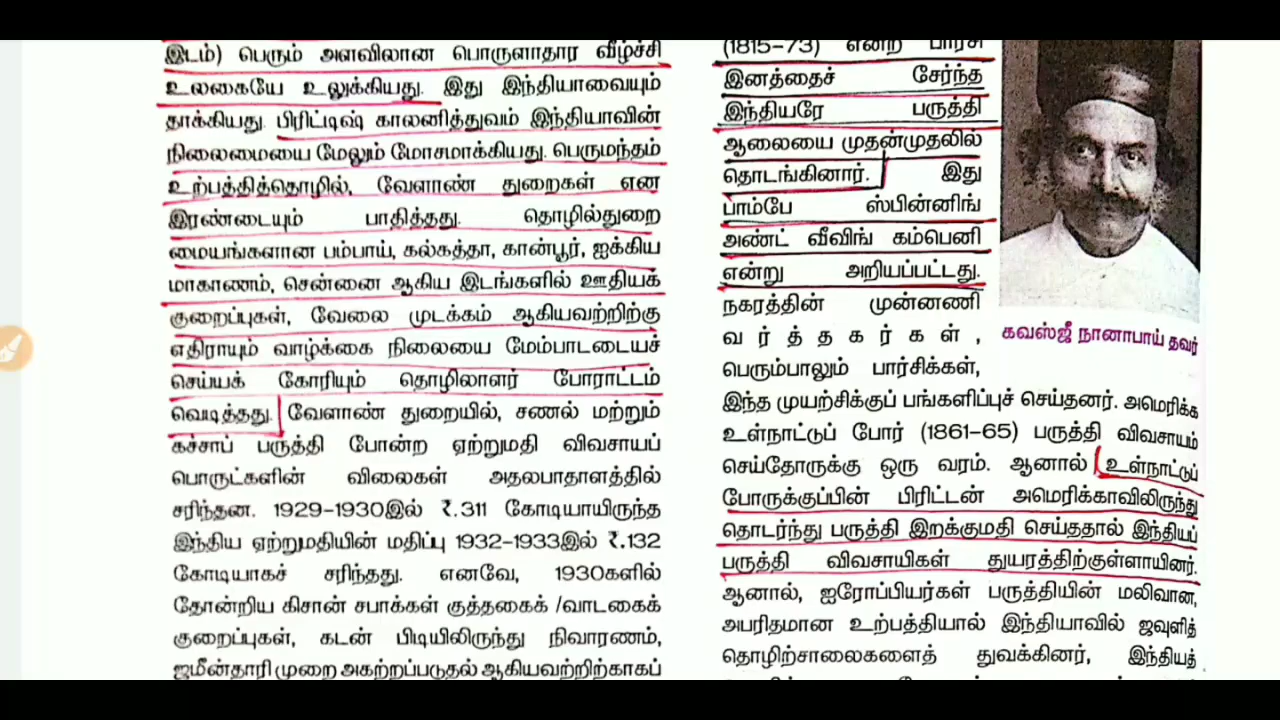 இடம்) பெரும் அளவிலான பொருளாதார வீழ்ச்சி
உலகையே உலுக்கியது. இது இந்தியாவையும்
தாக்கியது. பிரிட்டிஷ் காலனித்துவம் இந்தியாவின்
நிலைமையை மேலும் மோசமாக்கியது. பெருமந்தம்
உற்பத்தித்தொழில், வேளாண் துறைகள் என
இரண்டையும் பாதித்தது. தொழில்துறை
மையங்களான பம்பாய், கல்கத்தா, கான்பூர், ஐக்கிய
மாகாணம், சென்னை ஆகிய இடங்களில் ஊதியக்
குறைப்புகள், வேலை முடக்கம் ஆகியவற்றிற்கு
எதிராயும் வாழ்க்கை நிலையை மேம்பாடடையச்
செய்யக் கோரியும் தொழிலாளர் போராட்டம்
வெடித்தது. வேளாண் துறையில், சணல் மற்றும்
கச்சாப் பருத்தி போன்ற ஏற்றுமதி விவசாயப்
பொருட்களின் விலைகள் அதலபாதாளத்தில்
சரிந்தன. 1929-1930இல் ₹.311 கோடியாயிருந்த
இந்திய ஏற்றுமதியின் மதிப்பு 1932-1933இல் ₹.132
கோடியாகச் சரிந்தது. எனவே, 1930களில்
தோன்றிய கிசான் சபாக்கள் குத்தகைக் /வாடகைக்
குறைப்புகள், கடன் பிடியிலிருந்து நிவாரணம்,
ஜமீன்தாரி முறை அகற்றப்படுதல் ஆகியவற்றிற்காகப்
(1815-73) என்ற பார்சி
இனத்தைச் சேர்ந்த
இந்தியரே பருத்தி
ஆலையை முதன்முதலில்
தொடங்கினார். இது
பாம்பே ஸ்பின்னிங்
அண்ட் வீவிங் கம்பெனி
என்று அறியப்பட்டது.
நகரத்தின் முன்னணி
வர்த்தகர்கள்,
பெரும்பாலும் பார்சிக்கள்,
இந்த முயற்சிக்குப் பங்களிப்புச் செய்தனர். அமெரிக்க
உள்நாட்டுப் போர் (1861-65) பருத்தி விவசாயம்
செய்தோருக்கு ஒரு வரம். ஆனால் உள்நாட்டுப்
போருக்குப்பின் பிரிட்டன் அமெரிக்காவிலிருந்து
தொடர்ந்து பருத்தி இறக்குமதி செய்ததால் இந்தியப்
பருத்தி விவசாயிகள் துயரத்திற்குள்ளாயினர்.
ஆனால், ஐரோப்பியர்கள் பருத்தியின் மலிவான,
அபரிதமான உற்பத்தியால் இந்தியாவில் ஜவுளித்
தொழிற்சாலைகளைத் துவக்கினர், இந்தியத்
கவஸ்ஜீ நானாபாய் தவர்